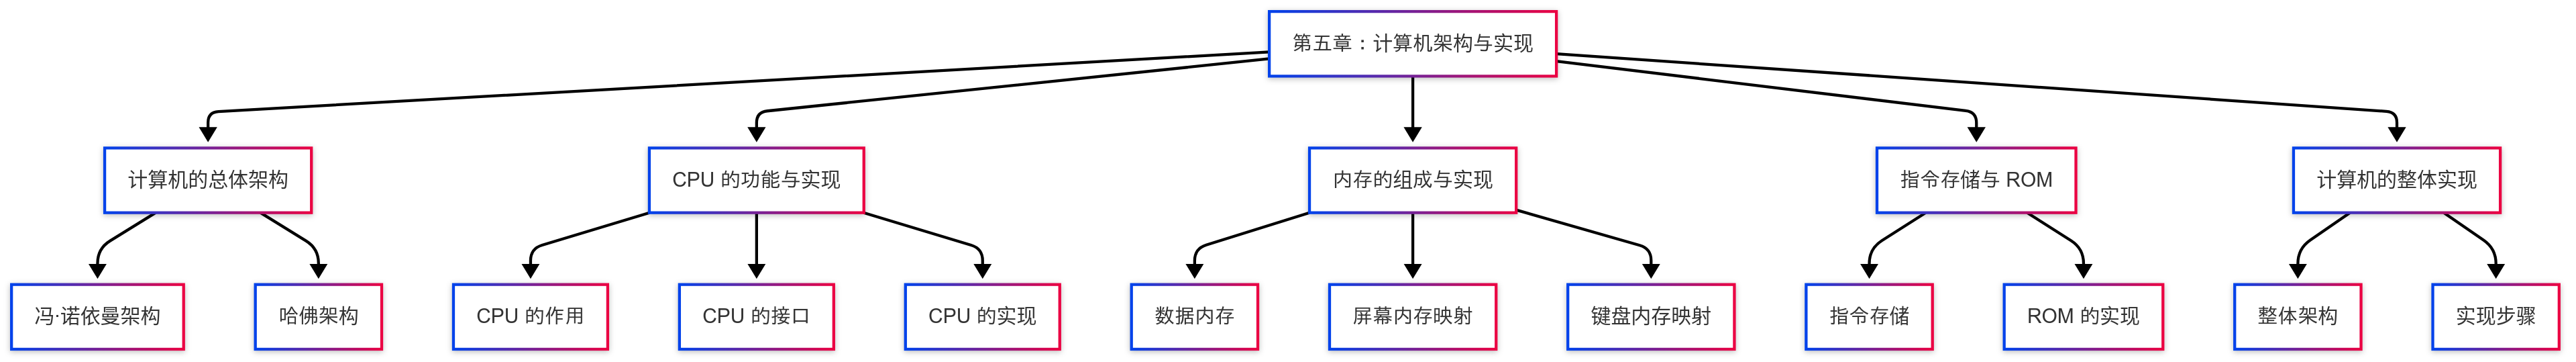 第五章：计算机架构与实现
计算机的总体架构
CPU 的功能与实现
内存的组成与实现
指令存储与 ROM
计算机的整体实现
冯·诺依曼架构
哈佛架构
CPU 的作用
CPU 的接口
CPU 的实现
数据内存
屏幕内存映射
键盘内存映射
指令存储
ROM 的实现
整体架构
实现步骤